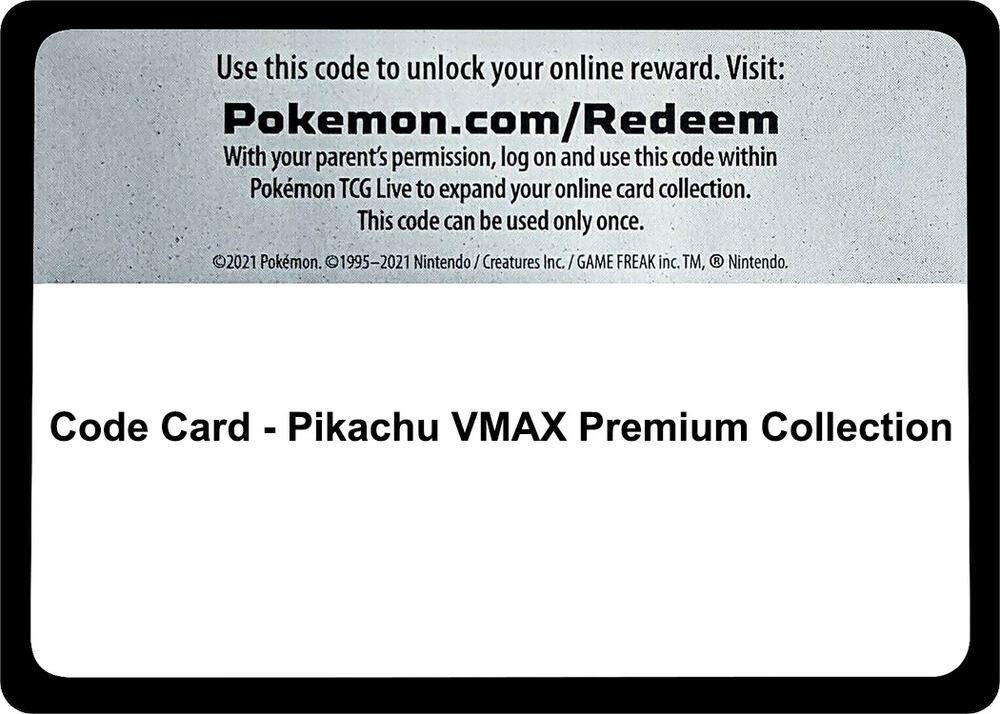 Use this code to unlock your online reward. Visit:
Pokemon.com/Redeem
With your parent's permission, log on and use this code within
Pokémon TCG Live to expand your online card collection.
This code can be used only once.
©2021 Pokémon. ©1995–2021 Nintendo / Creatures Inc. / GAME FREAK inc. TM, ® Nintendo.
Code Card - Pikachu VMAX Premium Collection